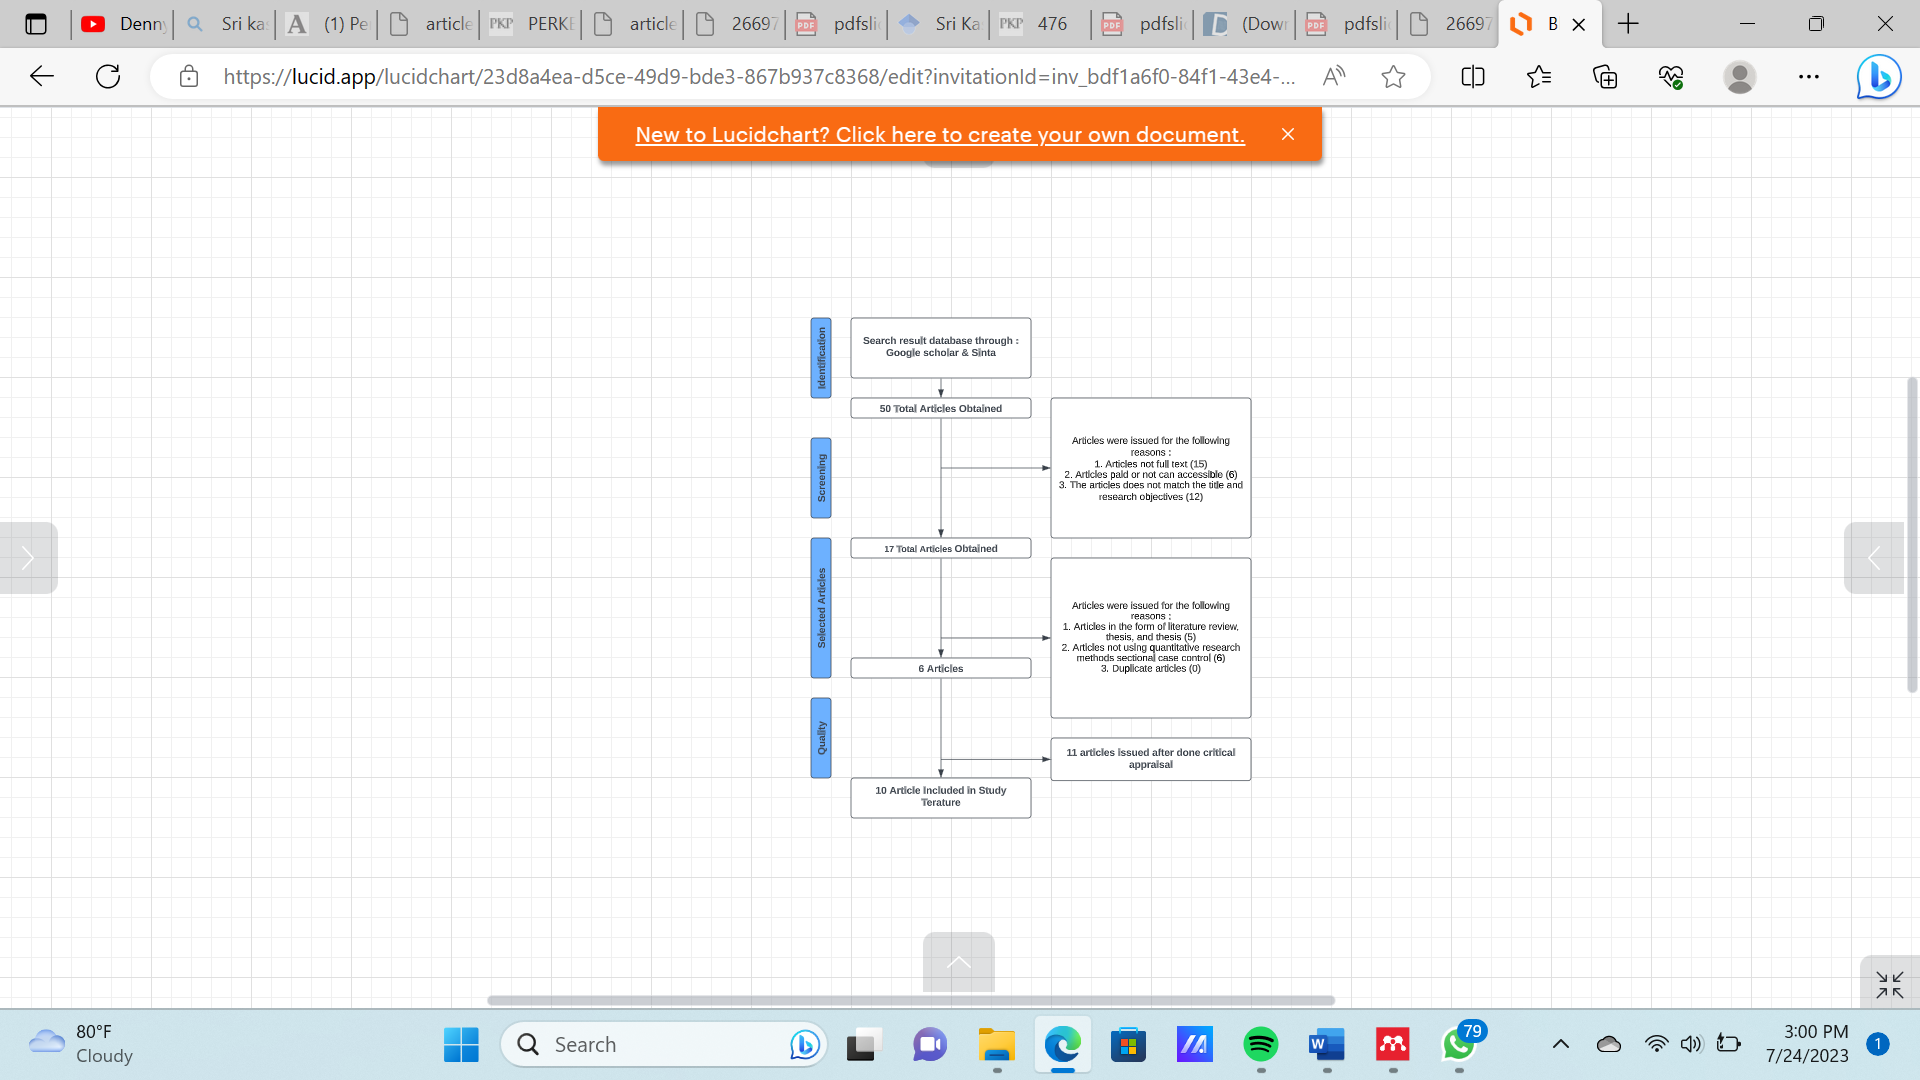 Denny
Sri ka
(1) Pe
article
PKP PERKE
article
26697
PDF pdfsli
Sri Ka
PKP 476
PDF pdfsli
(Dow
PDF pdfsli
26697
B
https://lucid.app/lucidchart/23d8a4ea-d5ce-49d9-bde3-867b937c8368/edit?invitationId=inv_bdf1a6f0-84f1-43e4-...
New to Lucidchart? Click here to create your own document.
Identification
Search result database through :
Google scholar & Sinta
50 Total Articles Obtained
Screening
Articles were issued for the following
reasons :
1. Articles not full text (15)
2. Articles paid or not can accessible (6)
3. The articles does not match the title and
research objectives (12)
Selected Articles
17 Total Articles Obtained
Articles were issued for the following
reasons :
1. Articles in the form of literature review,
thesis, and thesis (5)
2. Articles not using quantitative research
methods sectional case control (6)
3. Duplicate articles (0)
6 Articles
Quality
11 articles issued after done critical
appraisal
10 Article Included in Study
Terature
80°F
Cloudy
Search
W
79
3:00 PM
7/24/2023
1